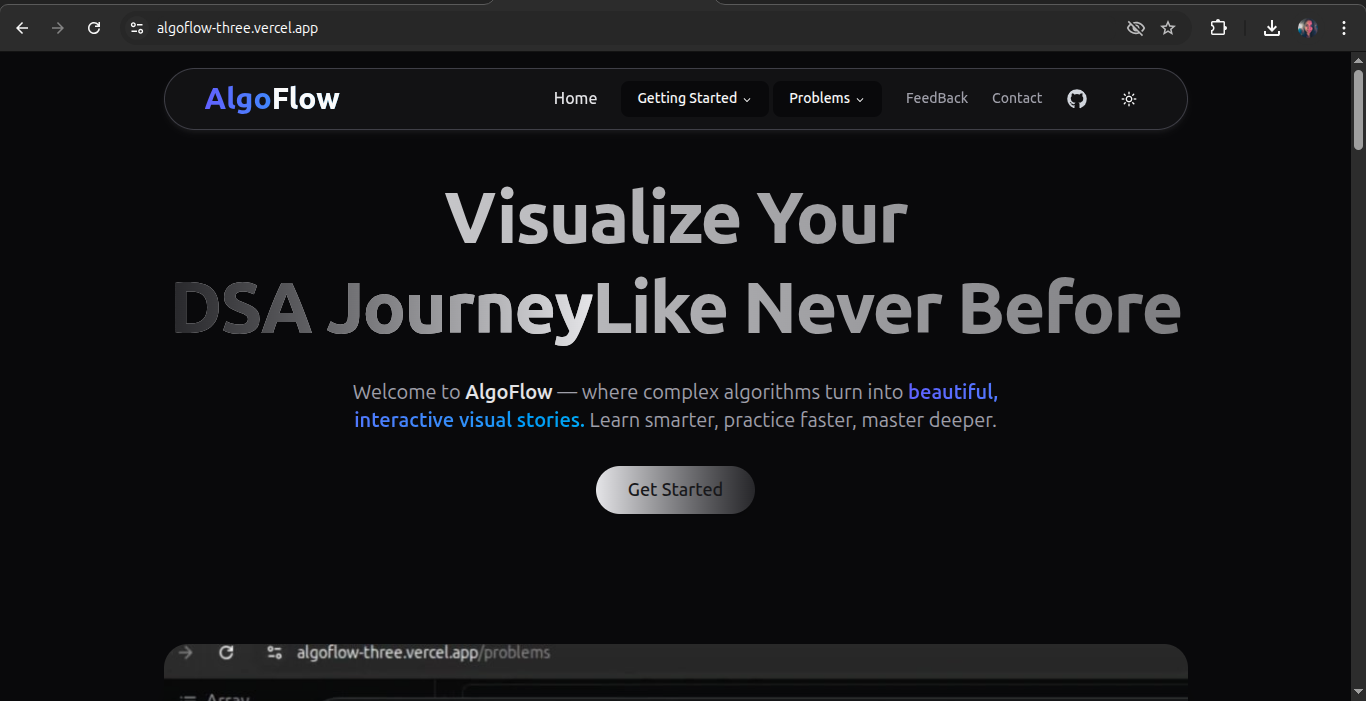 algoflow-three.vercel.app
AlgoFlow
Home Getting Started Problems FeedBack Contact
Visualize Your
DSA JourneyLike Never Before
Welcome to AlgoFlow — where complex algorithms turn into beautiful,
interactive visual stories. Learn smarter, practice faster, master deeper.
Get Started
algoflow-three.vercel.app/problems
Array